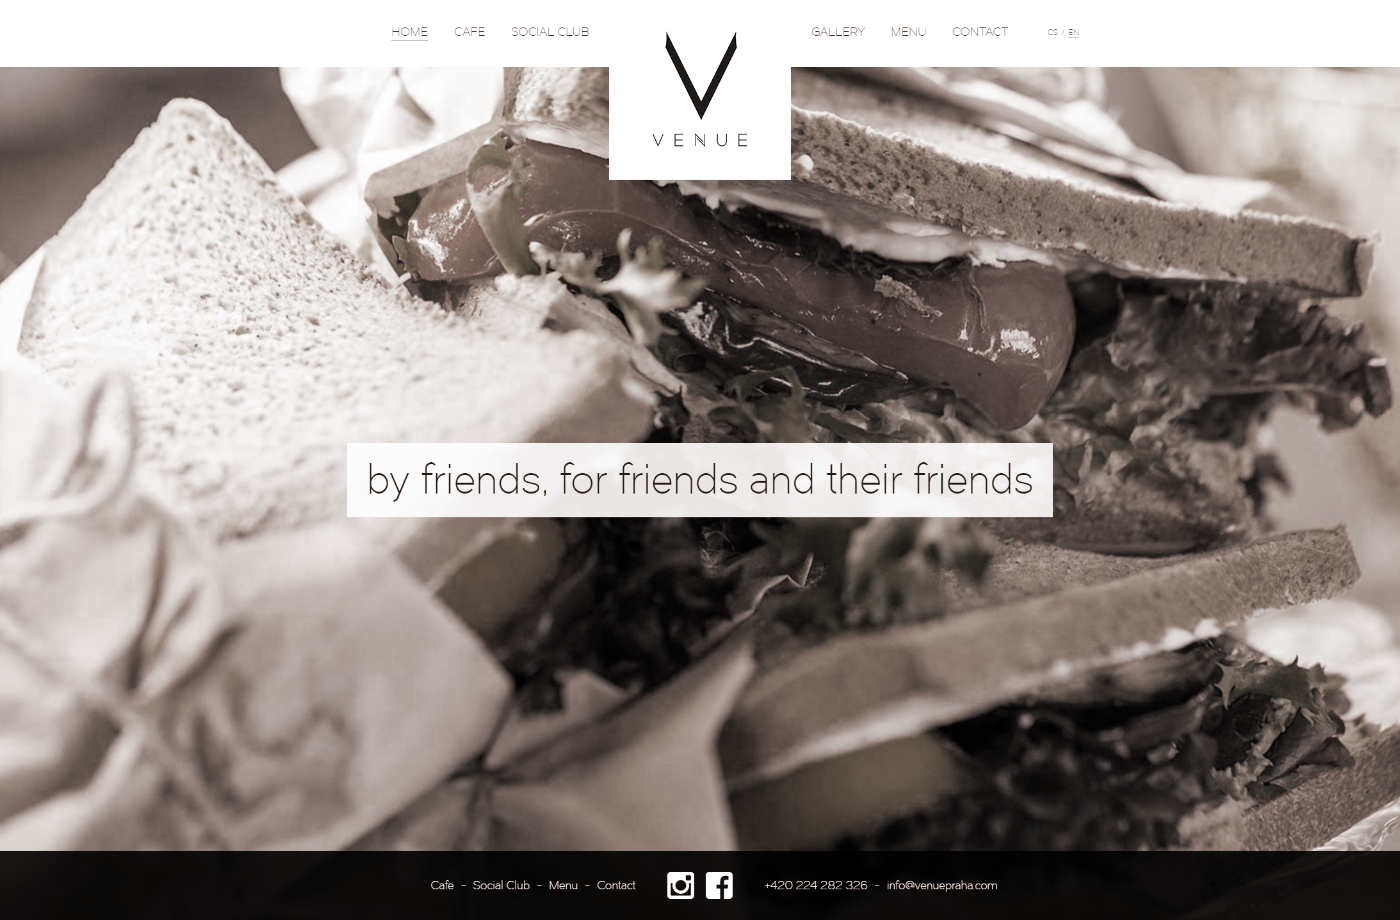 HOME CAFE SOCIAL CLUB GALLERY MENU CONTACT CS / EN
VENUE
by friends, for friends and their friends
Cafe - Social Club - Menu - Contact +420 224 282 326 - info@venuepraha.com